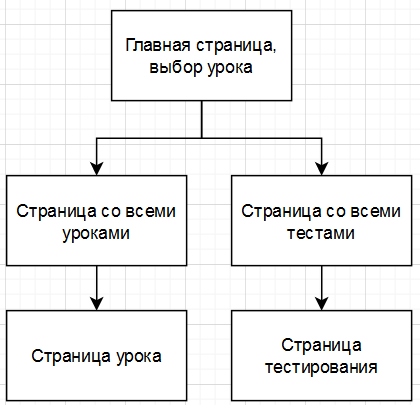 Главная страница,
выбор урока
Страница со всеми
уроками
Страница со всеми
тестами
Страница урока
Страница
тестирования